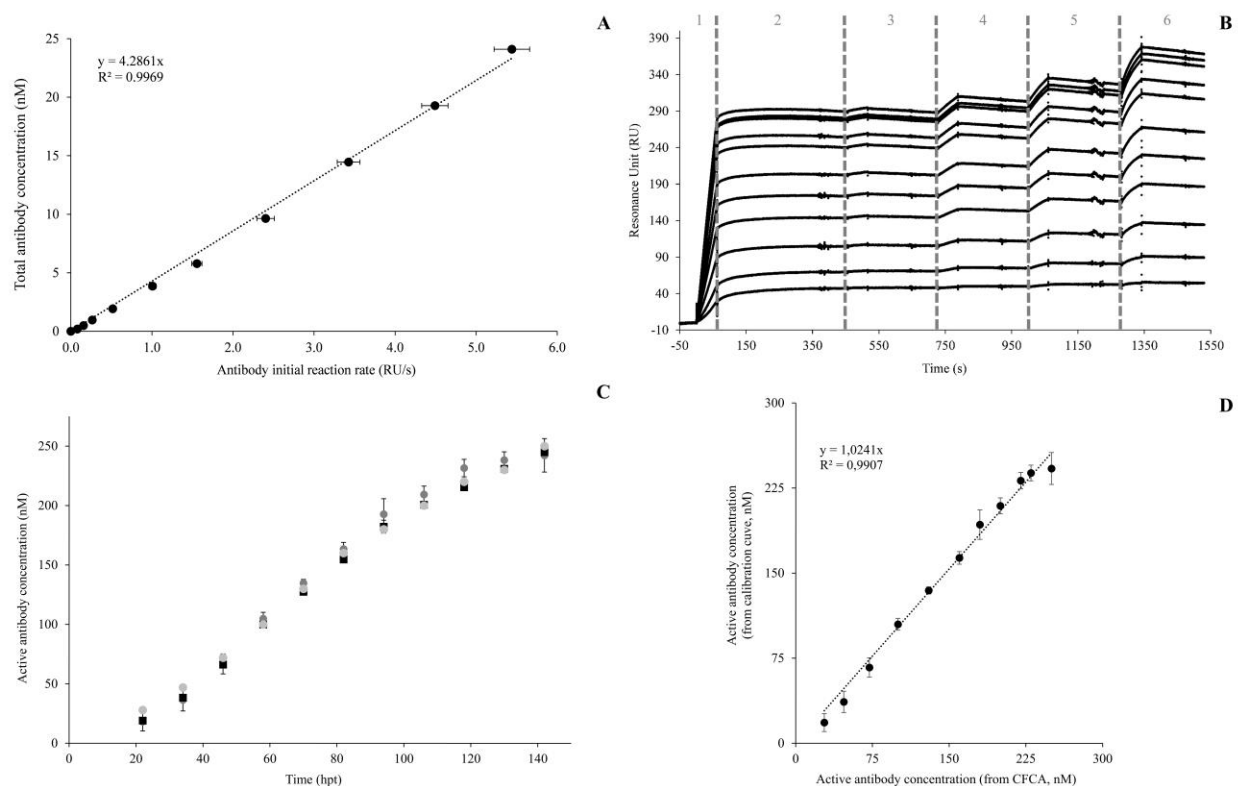 A
25
20
15
10
5
0
0.0 1.0 2.0 3.0 4.0 5.0 6.0
Total antibody concentration (nM)
Antibody initial reaction rate (RU/s)
y = 4.2861x
R² = 0.9969
B
1 2 3 4 5 6
390
340
290
240
190
140
90
40
-10
-50 150 350 550 750 950 1150 1350 1550
Resonance Unit (RU)
Time (s)
C
250
200
150
100
50
0
0 20 40 60 80 100 120 140
Active antibody concentration (nM)
Time (hpt)
D
300
225
150
75
0
0 75 150 225 300
Active antibody concentration
(from calibration cuve, nM)
Active antibody concentration (from CFCA, nM)
y = 1,0241x
R² = 0,9907